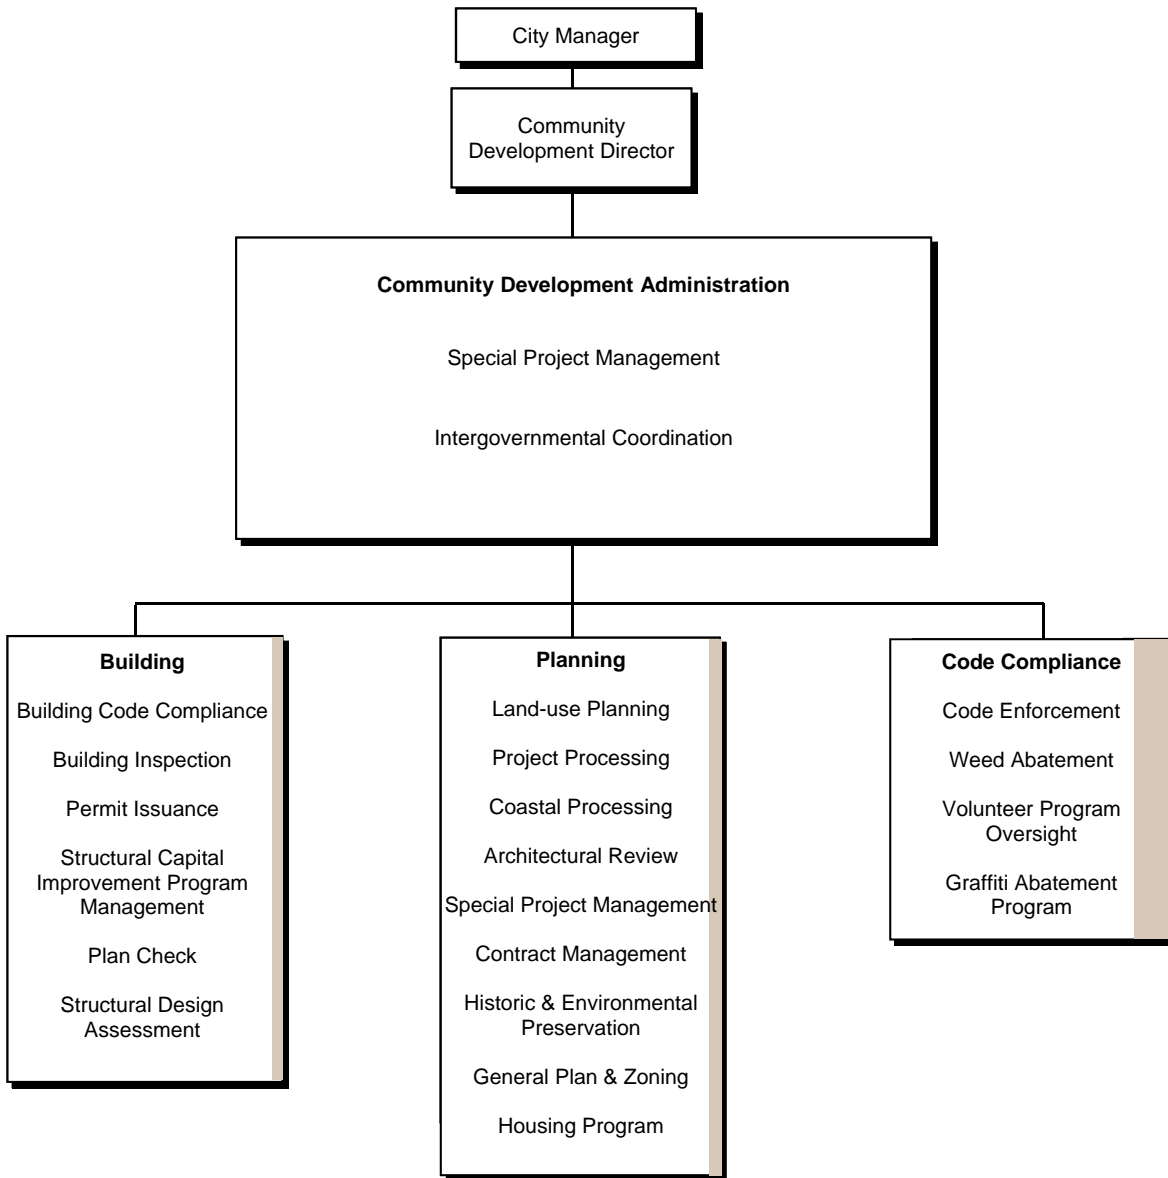 City Manager
Community
Development Director
Community Development Administration
Special Project Management
Intergovernmental Coordination
Building
Building Code Compliance
Building Inspection
Permit Issuance
Structural Capital
Improvement Program
Management
Plan Check
Structural Design
Assessment
Planning
Land-use Planning
Project Processing
Coastal Processing
Architectural Review
Special Project Management
Contract Management
Historic & Environmental
Preservation
General Plan & Zoning
Housing Program
Code Compliance
Code Enforcement
Weed Abatement
Volunteer Program
Oversight
Graffiti Abatement
Program